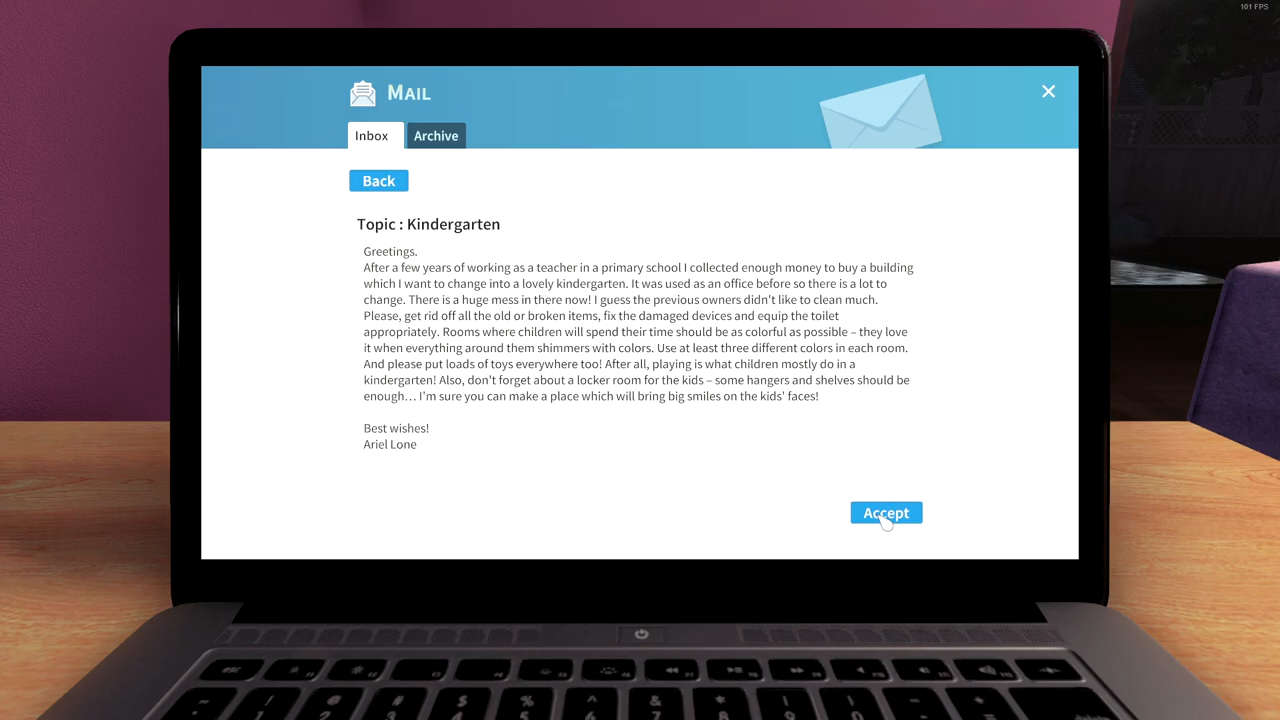 101 FPS
MAIL
Inbox
Archive
Back
Topic : Kindergarten
Greetings.
After a few years of working as a teacher in a primary school I collected enough money to buy a building
which I want to change into a lovely kindergarten. It was used as an office before so there is a lot to
change. There is a huge mess in there now! I guess the previous owners didn't like to clean much.
Please, get rid off all the old or broken items, fix the damaged devices and equip the toilet
appropriately. Rooms where children will spend their time should be as colorful as possible – they love
it when everything around them shimmers with colors. Use at least three different colors in each room.
And please put loads of toys everywhere too! After all, playing is what children mostly do in a
kindergarten! Also, don't forget about a locker room for the kids – some hangers and shelves should be
enough… I'm sure you can make a place which will bring big smiles on the kids' faces!
Best wishes!
Ariel Lone
Accept
esc